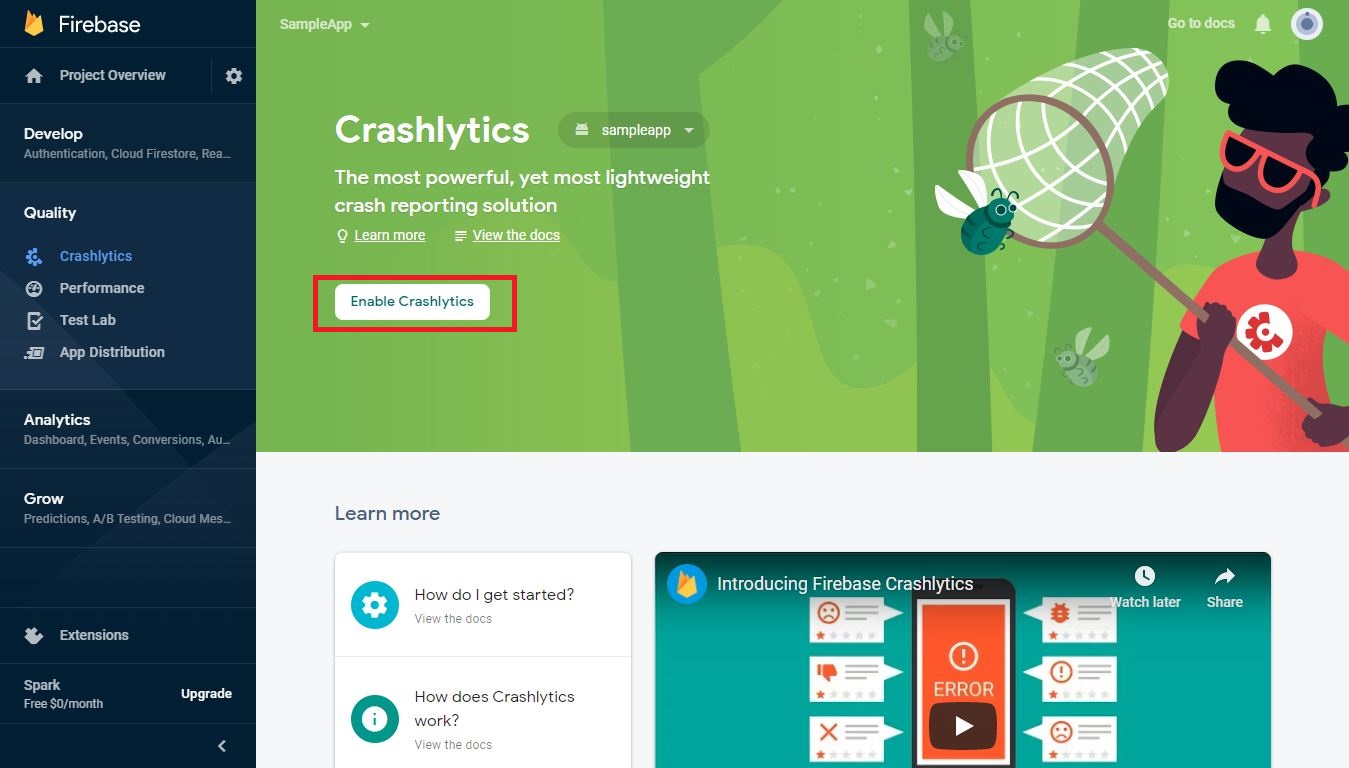 Firebase
Project Overview
Develop
Authentication, Cloud Firestore, Rea...
Quality
Crashlytics
Performance
Test Lab
App Distribution
Analytics
Dashboard, Events, Conversions, Au...
Grow
Predictions, A/B Testing, Cloud Mes...
Extensions
Spark
Free $0/month
Upgrade
SampleApp
Go to docs
Crashlytics
sampleapp
The most powerful, yet most lightweight
crash reporting solution
Learn more
View the docs
Enable Crashlytics
Learn more
How do I get started?
View the docs
How does Crashlytics
work?
View the docs
Introducing Firebase Crashlytics
Watch later
Share
ERROR